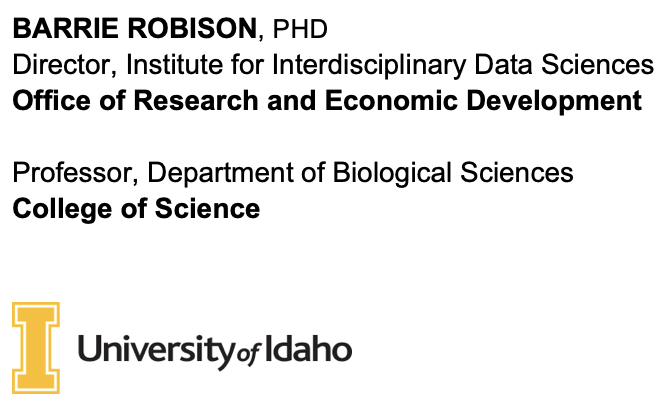 BARRIE ROBISON, PHD
Director, Institute for Interdisciplinary Data Sciences
Office of Research and Economic Development
Professor, Department of Biological Sciences
College of Science
I
University of Idaho